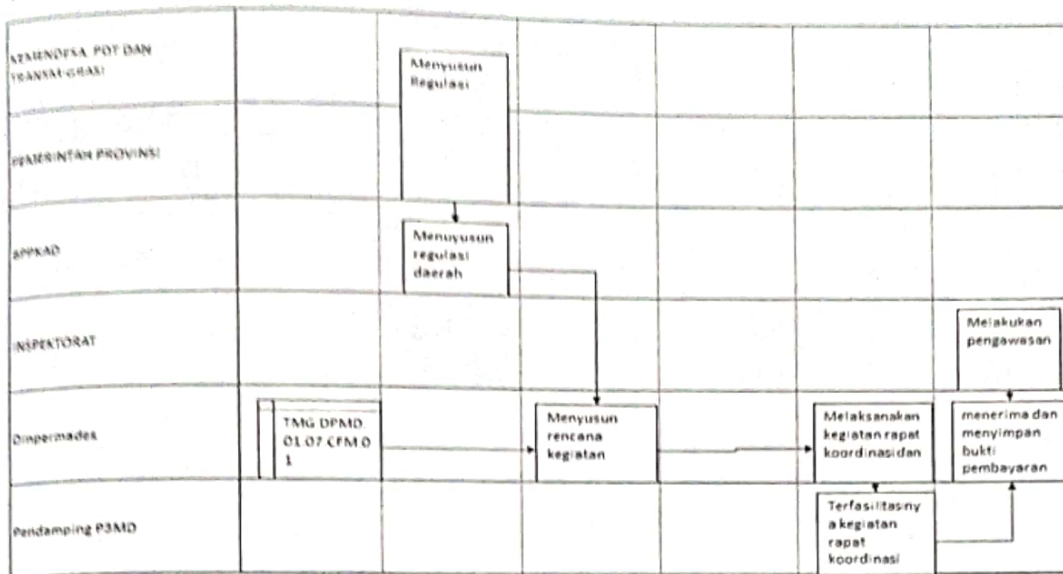 KEMENDESA, PDT DAN
TRANSMIGRASI
Menyusun
Regulasi
PEMERINTAH PROVINSI
BPPKAD
Menuyusun
regulasi
daerah
INSPEKTORAT
Melakukan
pengawasan
Dinpermades
TMG DPMD.
01.07.CFM.0
1
Menyusun
rencana
kegiatan
Melaksanakan
kegiatan rapat
koordinasi dan
menerima dan
menyimpan
bukti
pembayaran
Pendamping P3MD
Terfasilitasiny
a kegiatan
rapat
koordinasi